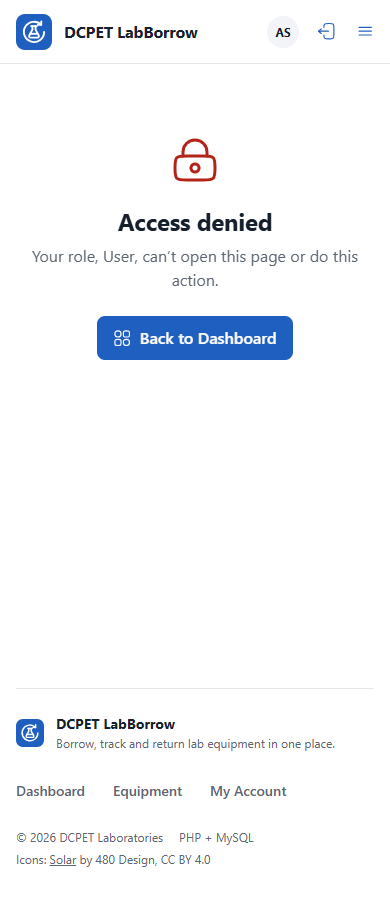 DCPET LabBorrow
AS
Access denied
Your role, User, can’t open this page or do this
action.
Back to Dashboard
DCPET LabBorrow
Borrow, track and return lab equipment in one place.
Dashboard Equipment My Account
© 2026 DCPET Laboratories PHP + MySQL
Icons: Solar by 480 Design, CC BY 4.0